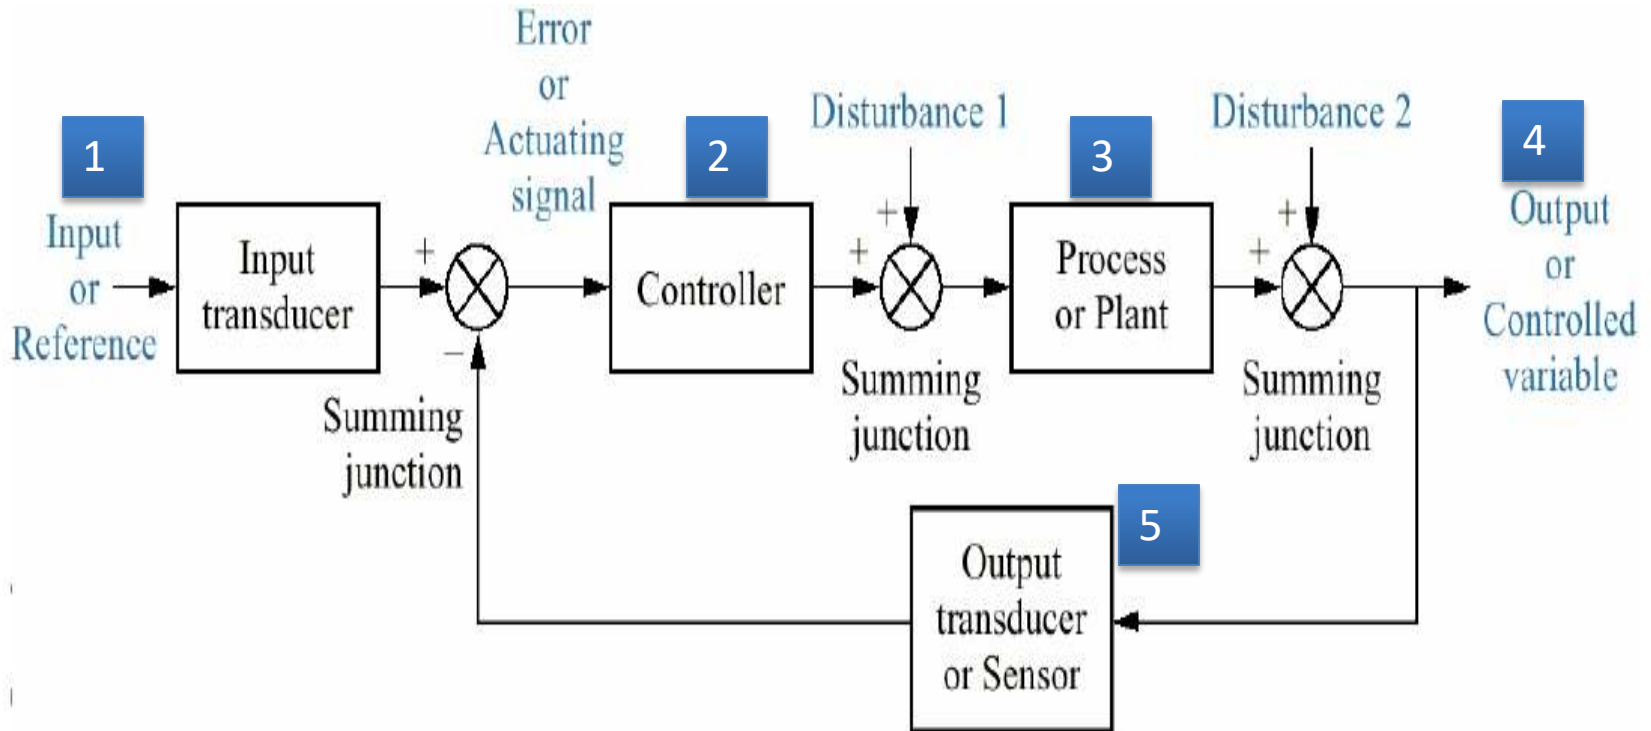 1
Input
or
Reference
Input
transducer
+
−
Summing
junction
Error
or
Actuating
signal
2
Controller
Disturbance 1
+
+
Summing
junction
3
Process
or Plant
Disturbance 2
+
+
Summing
junction
4
Output
or
Controlled
variable
5
Output
transducer
or Sensor